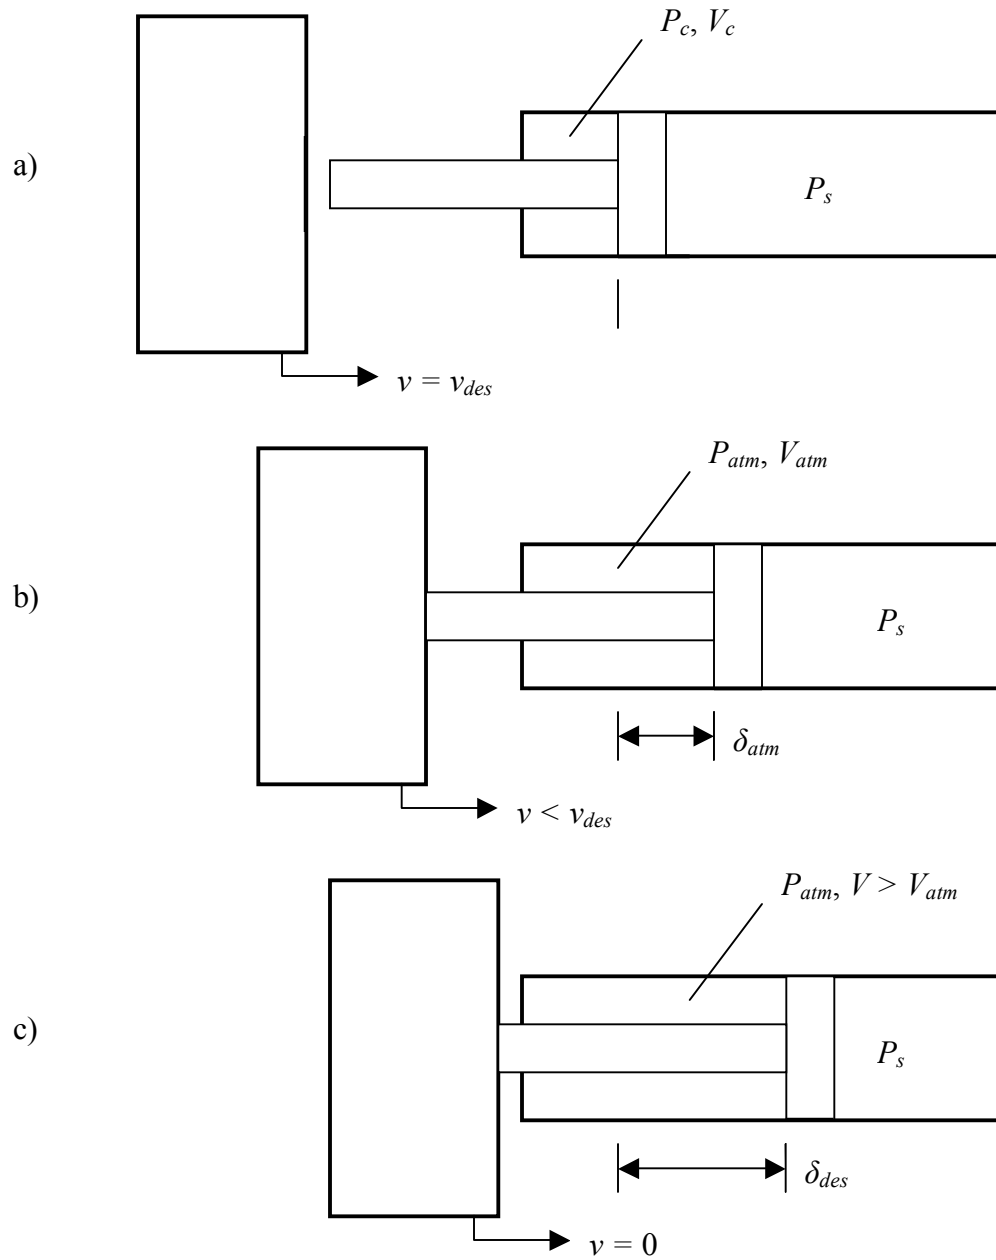 a)
P_c, V_c
P_s
v = v_des
b)
P_atm, V_atm
P_s
δ_atm
v < v_des
c)
P_atm, V > V_atm
P_s
δ_des
v = 0